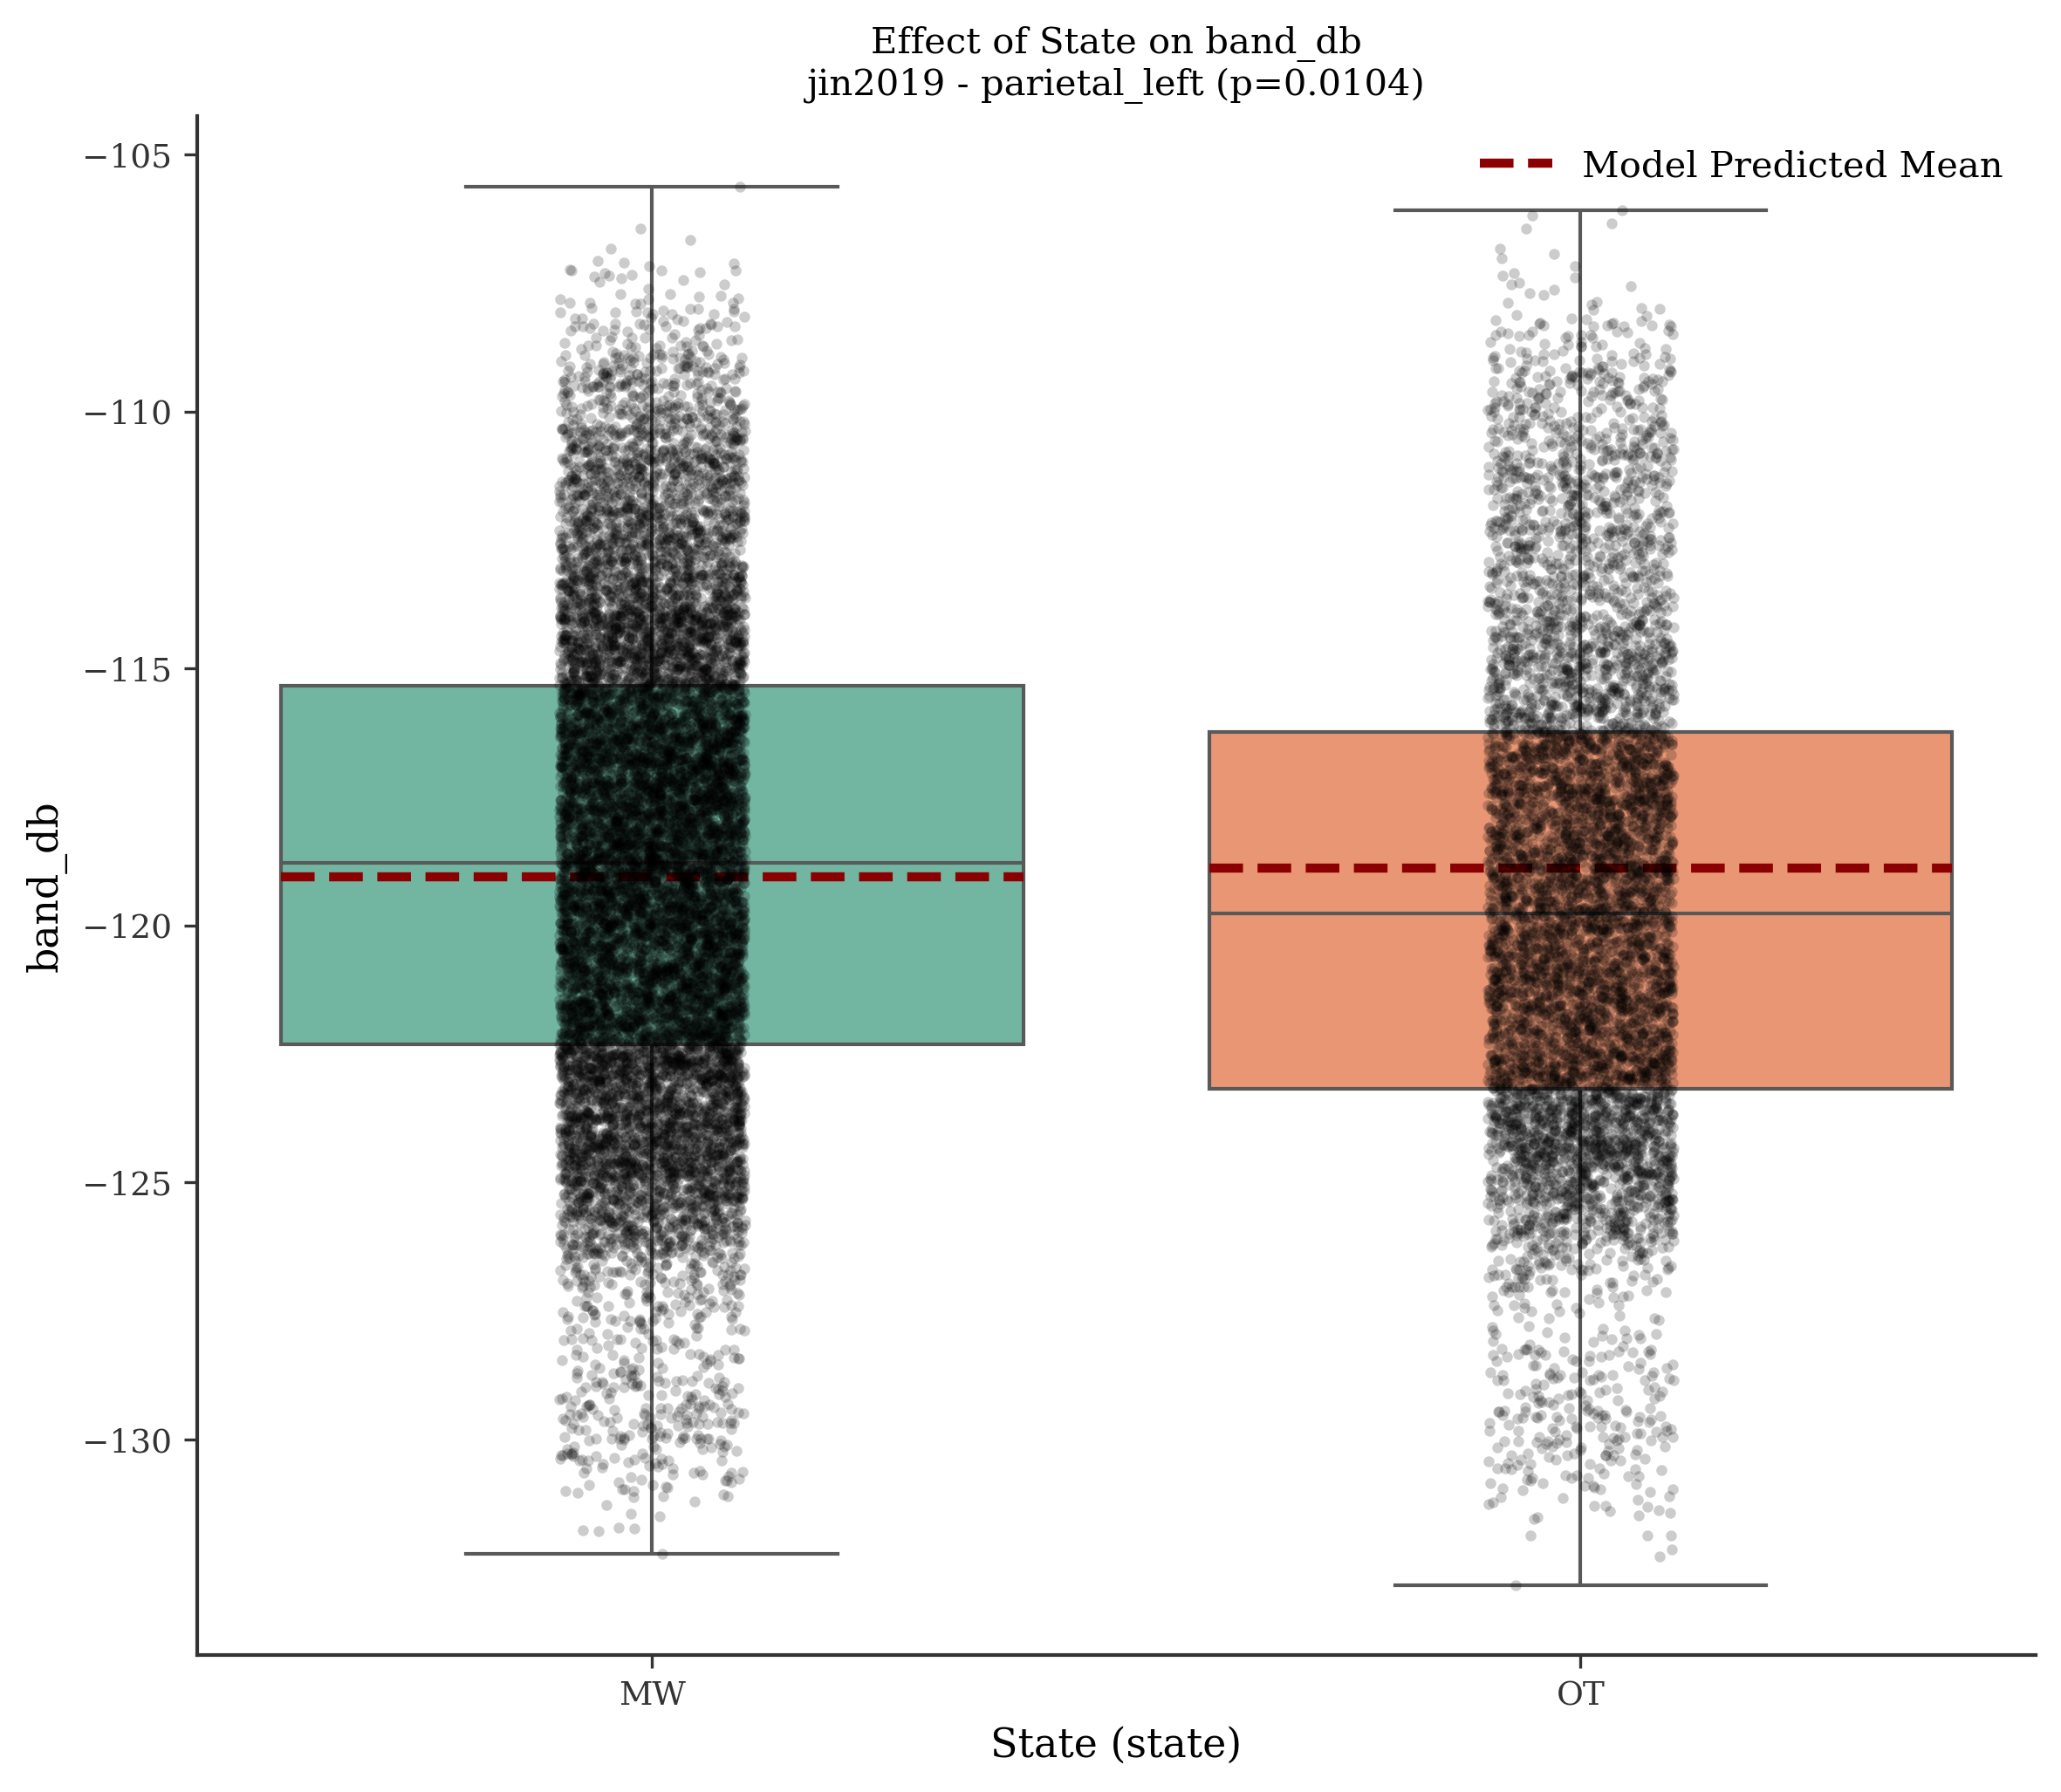 Effect of State on band_db
jin2019 - parietal_left (p=0.0104)
Model Predicted Mean
−105
−110
−115
−120
−125
−130
band_db
MW
OT
State (state)